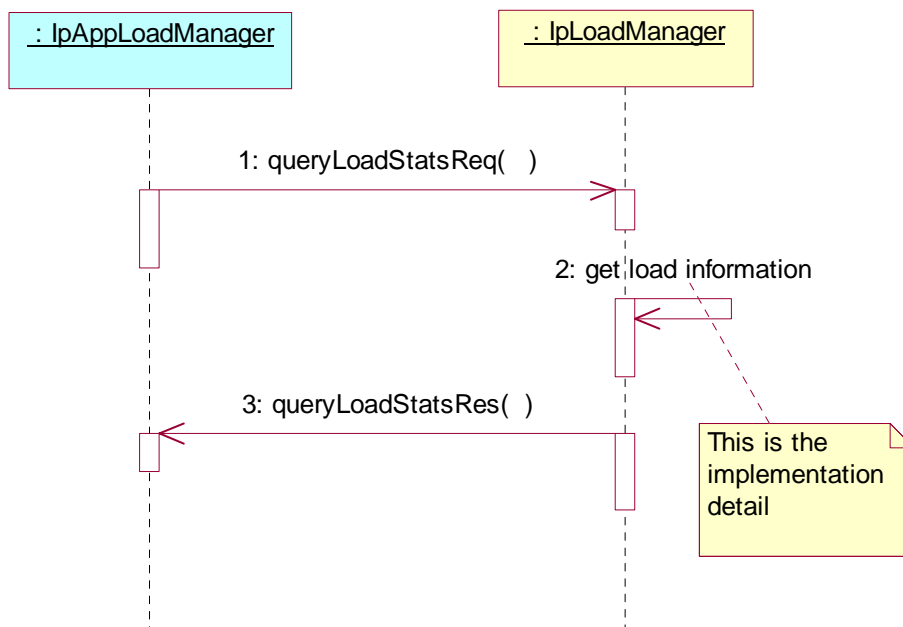 : IpAppLoadManager
: IpLoadManager
1: queryLoadStatsReq( )
2: get load information
3: queryLoadStatsRes( )
This is the
implementation
detail